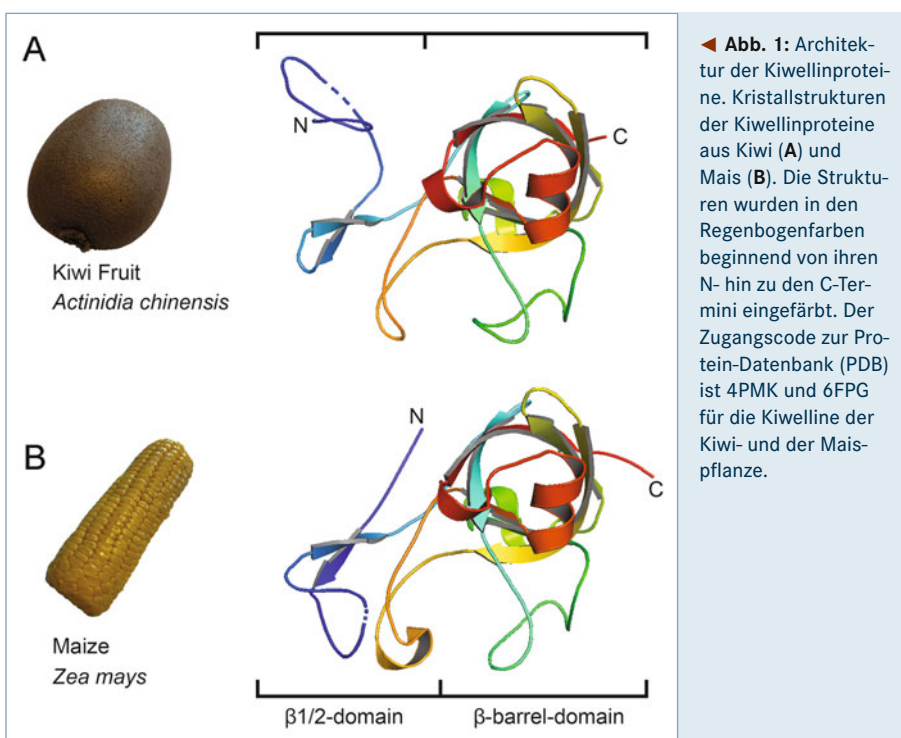 A
N
C
Kiwi Fruit
Actinidia chinensis
B
N
C
Maize
Zea mays
β1/2-domain
β-barrel-domain
◄ Abb. 1: Architek-
tur der Kiwellinprotei-
ne. Kristallstrukturen
der Kiwellinproteine
aus Kiwi (A) und
Mais (B). Die Struktu-
ren wurden in den
Regenbogenfarben
beginnend von ihren
N- hin zu den C-Ter-
mini eingefärbt. Der
Zugangscode zur Pro-
tein-Datenbank (PDB)
ist 4PMK und 6FPG
für die Kiwelline der
Kiwi- und der Mais-
pflanze.